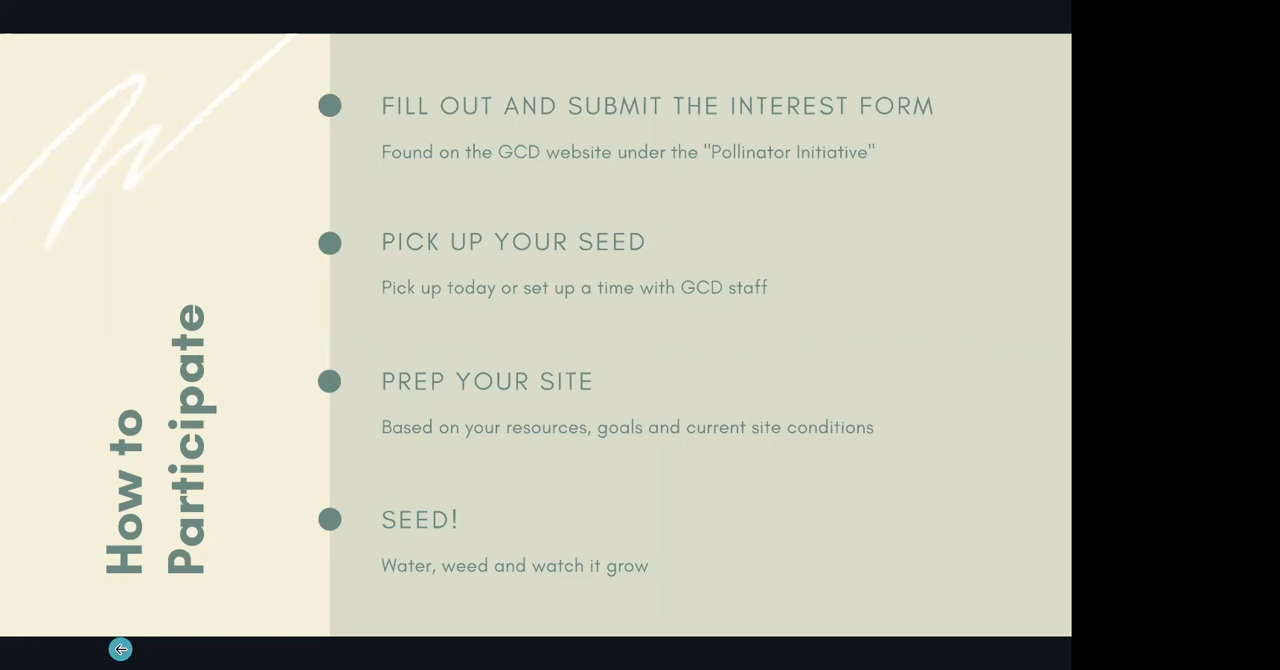 How to
Participate
FILL OUT AND SUBMIT THE INTEREST FORM
Found on the GCD website under the "Pollinator Initiative"
PICK UP YOUR SEED
Pick up today or set up a time with GCD staff
PREP YOUR SITE
Based on your resources, goals and current site conditions
SEED!
Water, weed and watch it grow